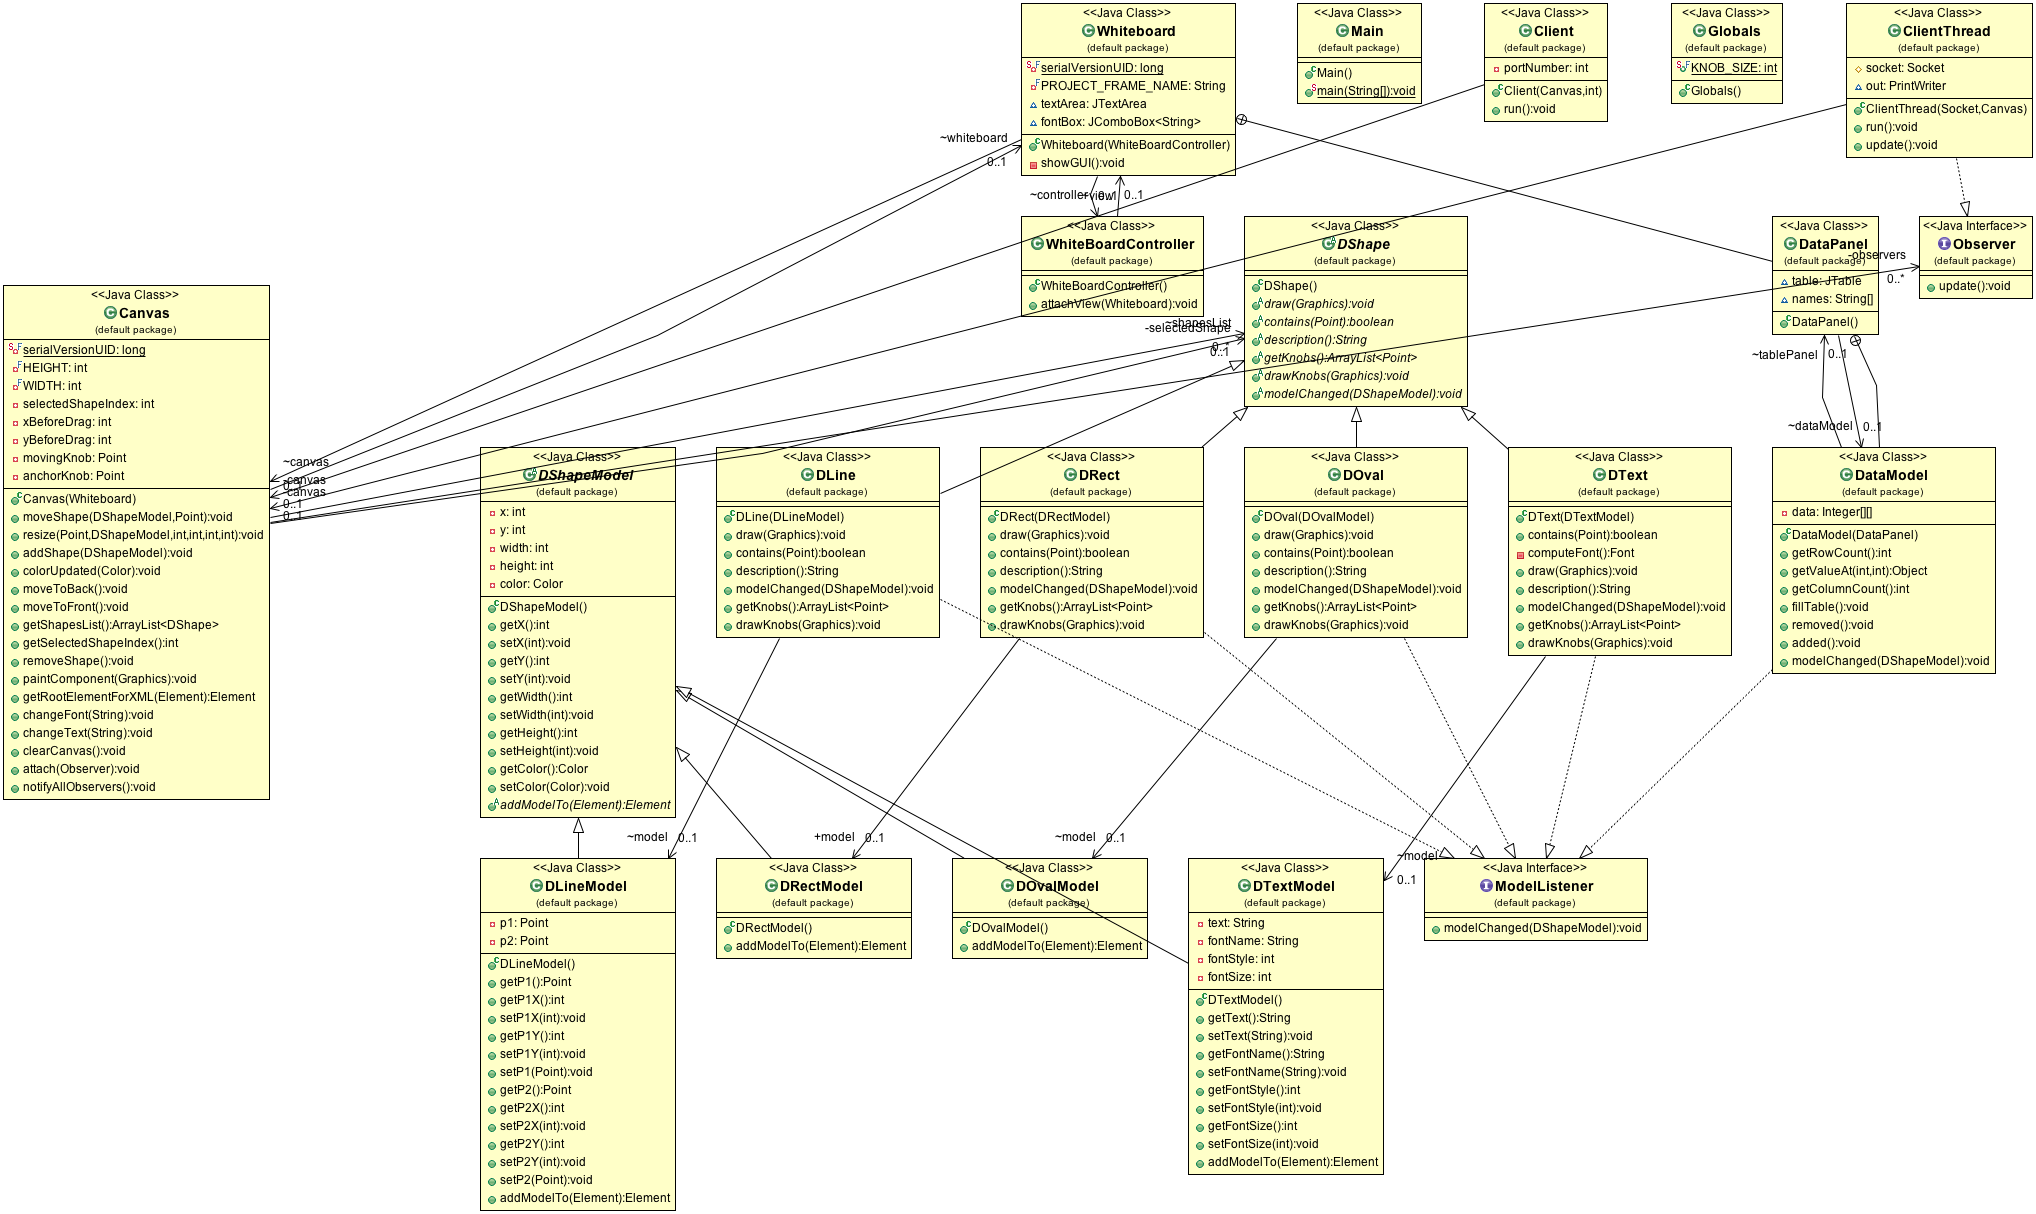 <<Java Class>>
Whiteboard
(default package)
serialVersionUID: long
PROJECT_FRAME_NAME: String
textArea: JTextArea
fontBox: JComboBox<String>
Whiteboard(WhiteBoardController)
showGUI():void
<<Java Class>>
Main
(default package)
Main()
main(String[]):void
<<Java Class>>
Client
(default package)
portNumber: int
Client(Canvas,int)
run():void
<<Java Class>>
Globals
(default package)
KNOB_SIZE: int
Globals()
<<Java Class>>
ClientThread
(default package)
socket: Socket
out: PrintWriter
ClientThread(Socket,Canvas)
run():void
update():void
~whiteboard
0..1
~controller
~view
0..1
0..1
<<Java Class>>
WhiteBoardController
(default package)
WhiteBoardController()
attachView(Whiteboard):void
<<Java Class>>
DShape
(default package)
DShape()
draw(Graphics):void
contains(Point):boolean
description():String
getKnobs():ArrayList<Point>
drawKnobs(Graphics):void
modelChanged(DShapeModel):void
<<Java Class>>
DataPanel
(default package)
table: JTable
names: String[]
DataPanel()
<<Java Interface>>
Observer
(default package)
update():void
-observers
0..*
~shapesList
-selectedShape
0..*
0..1
~tablePanel
0..1
~dataModel
0..1
<<Java Class>>
Canvas
(default package)
serialVersionUID: long
HEIGHT: int
WIDTH: int
selectedShapeIndex: int
xBeforeDrag: int
yBeforeDrag: int
movingKnob: Point
anchorKnob: Point
Canvas(Whiteboard)
moveShape(DShapeModel,Point):void
resize(Point,DShapeModel,int,int,int,int):void
addShape(DShapeModel):void
colorUpdated(Color):void
moveToBack():void
moveToFront():void
getShapesList():ArrayList<DShape>
getSelectedShapeIndex():int
removeShape():void
paintComponent(Graphics):void
getRootElementForXML(Element):Element
changeFont(String):void
changeText(String):void
clearCanvas():void
attach(Observer):void
notifyAllObservers():void
~canvas
0..1
-canvas
0..1
canvas
0..1
<<Java Class>>
DShapeModel
(default package)
x: int
y: int
width: int
height: int
color: Color
DShapeModel()
getX():int
setX(int):void
getY():int
setY(int):void
getWidth():int
setWidth(int):void
getHeight():int
setHeight(int):void
getColor():Color
setColor(Color):void
addModelTo(Element):Element
<<Java Class>>
DLine
(default package)
DLine(DLineModel)
draw(Graphics):void
contains(Point):boolean
description():String
modelChanged(DShapeModel):void
getKnobs():ArrayList<Point>
drawKnobs(Graphics):void
<<Java Class>>
DRect
(default package)
DRect(DRectModel)
draw(Graphics):void
contains(Point):boolean
description():String
modelChanged(DShapeModel):void
getKnobs():ArrayList<Point>
drawKnobs(Graphics):void
<<Java Class>>
DOval
(default package)
DOval(DOvalModel)
draw(Graphics):void
contains(Point):boolean
description():String
modelChanged(DShapeModel):void
getKnobs():ArrayList<Point>
drawKnobs(Graphics):void
<<Java Class>>
DText
(default package)
DText(DTextModel)
contains(Point):boolean
computeFont():Font
draw(Graphics):void
description():String
modelChanged(DShapeModel):void
getKnobs():ArrayList<Point>
drawKnobs(Graphics):void
<<Java Class>>
DataModel
(default package)
data: Integer[][]
DataModel(DataPanel)
getRowCount():int
getValueAt(int,int):Object
getColumnCount():int
fillTable():void
removed():void
added():void
modelChanged(DShapeModel):void
~model
0..1
+model
0..1
~model
0..1
~model
0..1
<<Java Class>>
DLineModel
(default package)
p1: Point
p2: Point
DLineModel()
getP1():Point
getP1X():int
setP1X(int):void
getP1Y():int
setP1Y(int):void
setP1(Point):void
getP2():Point
getP2X():int
setP2X(int):void
getP2Y():int
setP2Y(int):void
setP2(Point):void
addModelTo(Element):Element
<<Java Class>>
DRectModel
(default package)
DRectModel()
addModelTo(Element):Element
<<Java Class>>
DOvalModel
(default package)
DOvalModel()
addModelTo(Element):Element
<<Java Class>>
DTextModel
(default package)
text: String
fontName: String
fontStyle: int
fontSize: int
DTextModel()
getText():String
setText(String):void
getFontName():String
setFontName(String):void
getFontStyle():int
setFontStyle(int):void
getFontSize():int
setFontSize(int):void
addModelTo(Element):Element
<<Java Interface>>
ModelListener
(default package)
modelChanged(DShapeModel):void